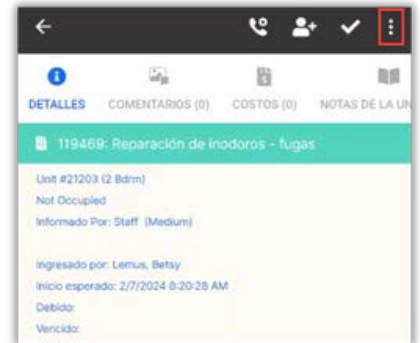 DETALLES COMENTARIOS (0) COSTOS (0) NOTAS DE LA UN
119469: Reparación de inodoros - fugas
Unit #21203 (2 Bdrm)
Not Occupied
Informado Por: Staff (Medium)
Ingresado por: Lemus, Betsy
Inicio esperado: 2/7/2024 8:20:28 AM
Debido:
Vencido: